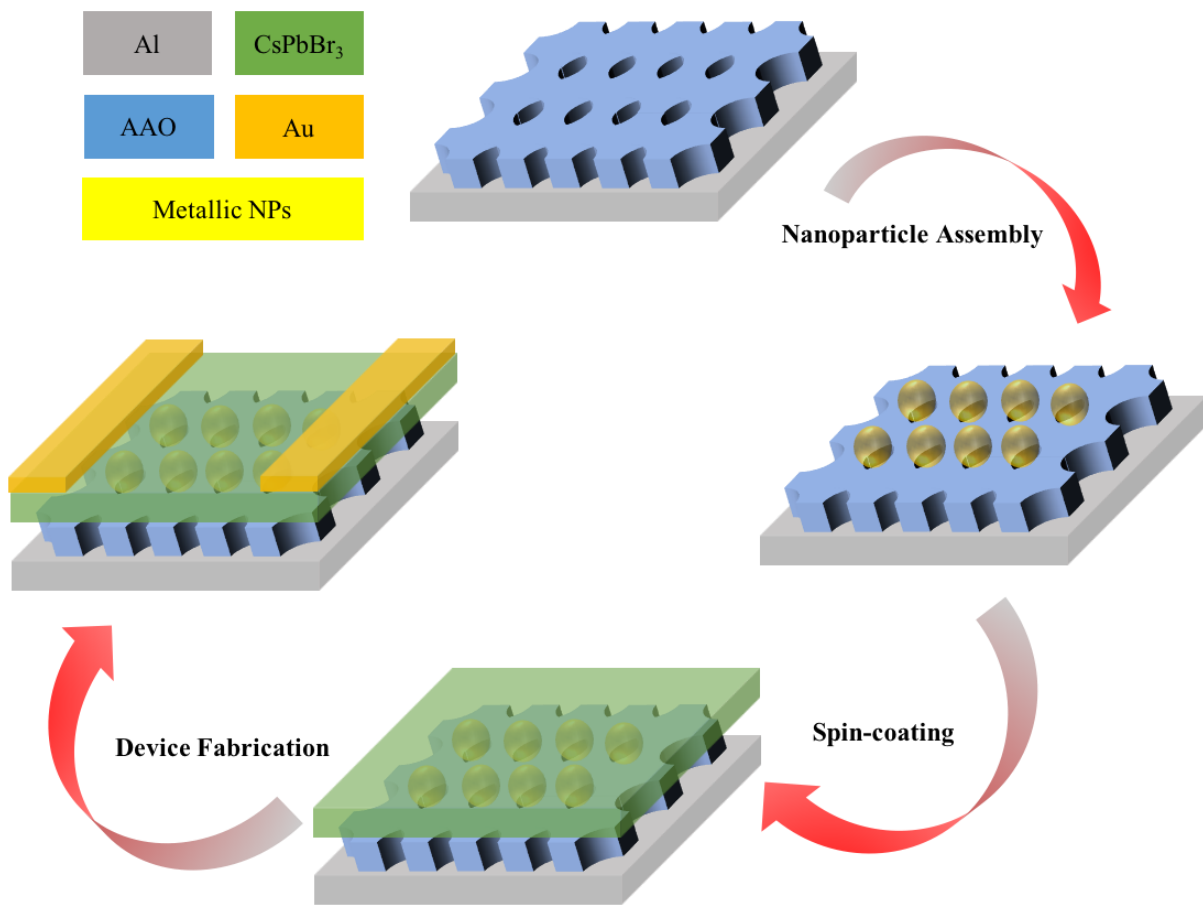 Al
CsPbBr₃
AAO
Au
Metallic NPs
Nanoparticle Assembly
Spin-coating
Device Fabrication